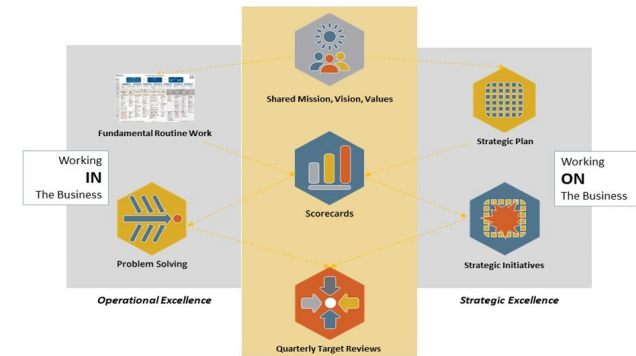 Shared Mission, Vision, Values
Fundamental Routine Work
Strategic Plan
Working
IN
The Business
Working
ON
The Business
Scorecards
Problem Solving
Strategic Initiatives
Operational Excellence
Strategic Excellence
Quarterly Target Reviews